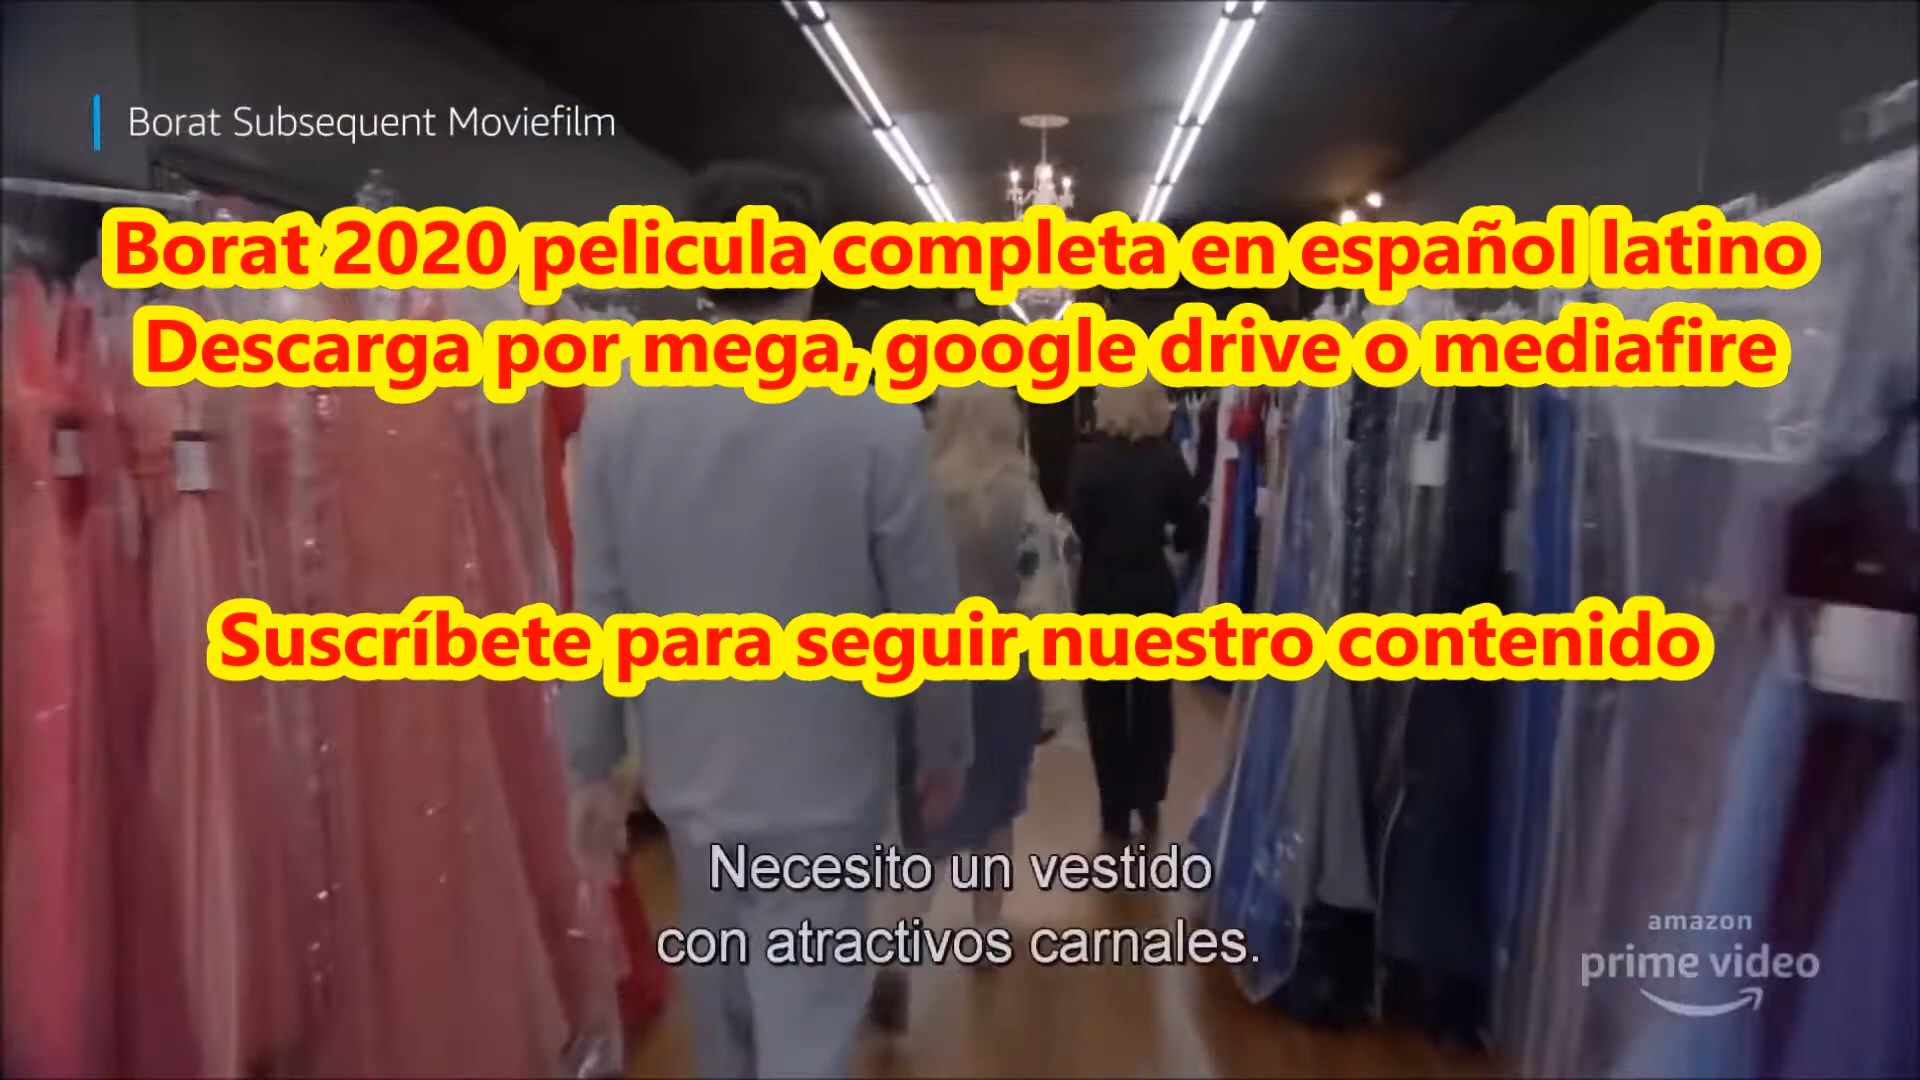 Borat Subsequent Moviefilm
Borat 2020 pelicula completa en español latino
Descarga por mega, google drive o mediafire
Suscríbete para seguir nuestro contenido
Necesito un vestido
con atractivos carnales.
amazon
prime video